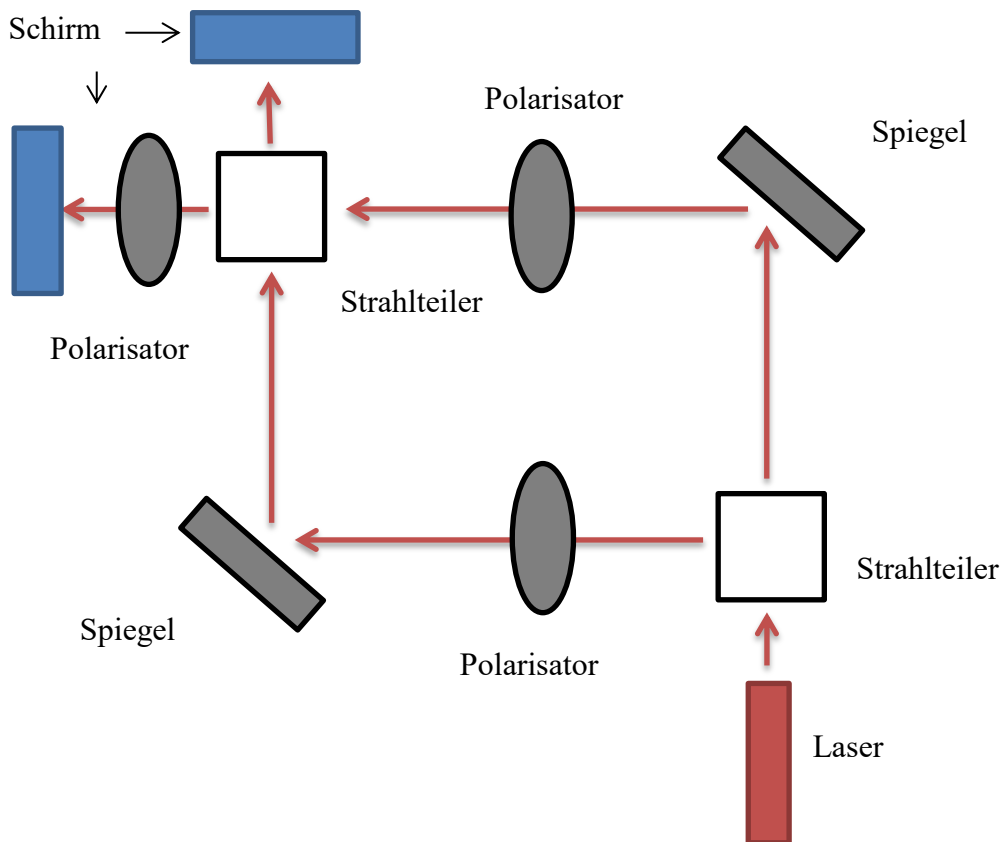 Schirm
Polarisator
Spiegel
Strahlteiler
Polarisator
Strahlteiler
Spiegel
Polarisator
Laser